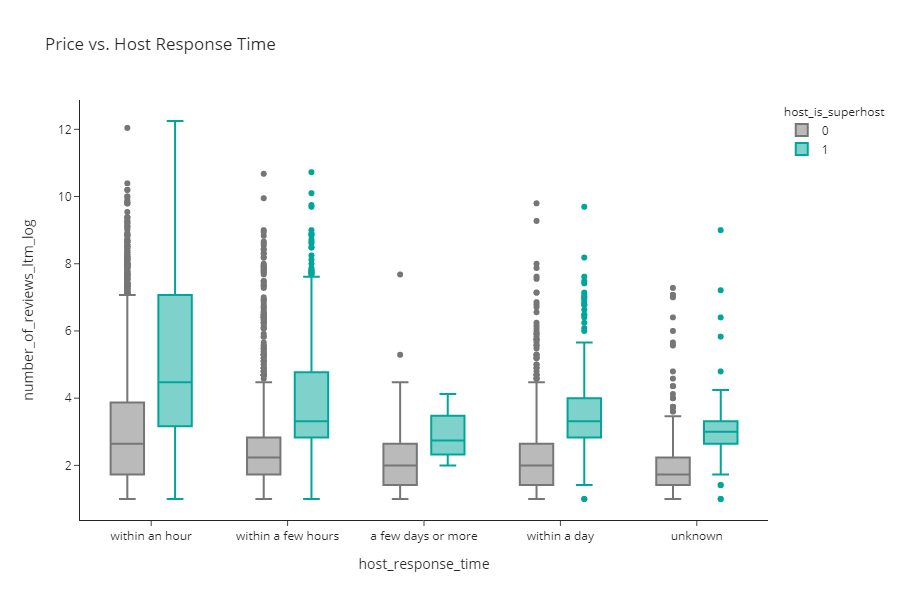 Price vs. Host Response Time
host_is_superhost
0
1
12
10
8
6
4
2
number_of_reviews_ltm_log
within an hour
within a few hours
a few days or more
within a day
unknown
host_response_time